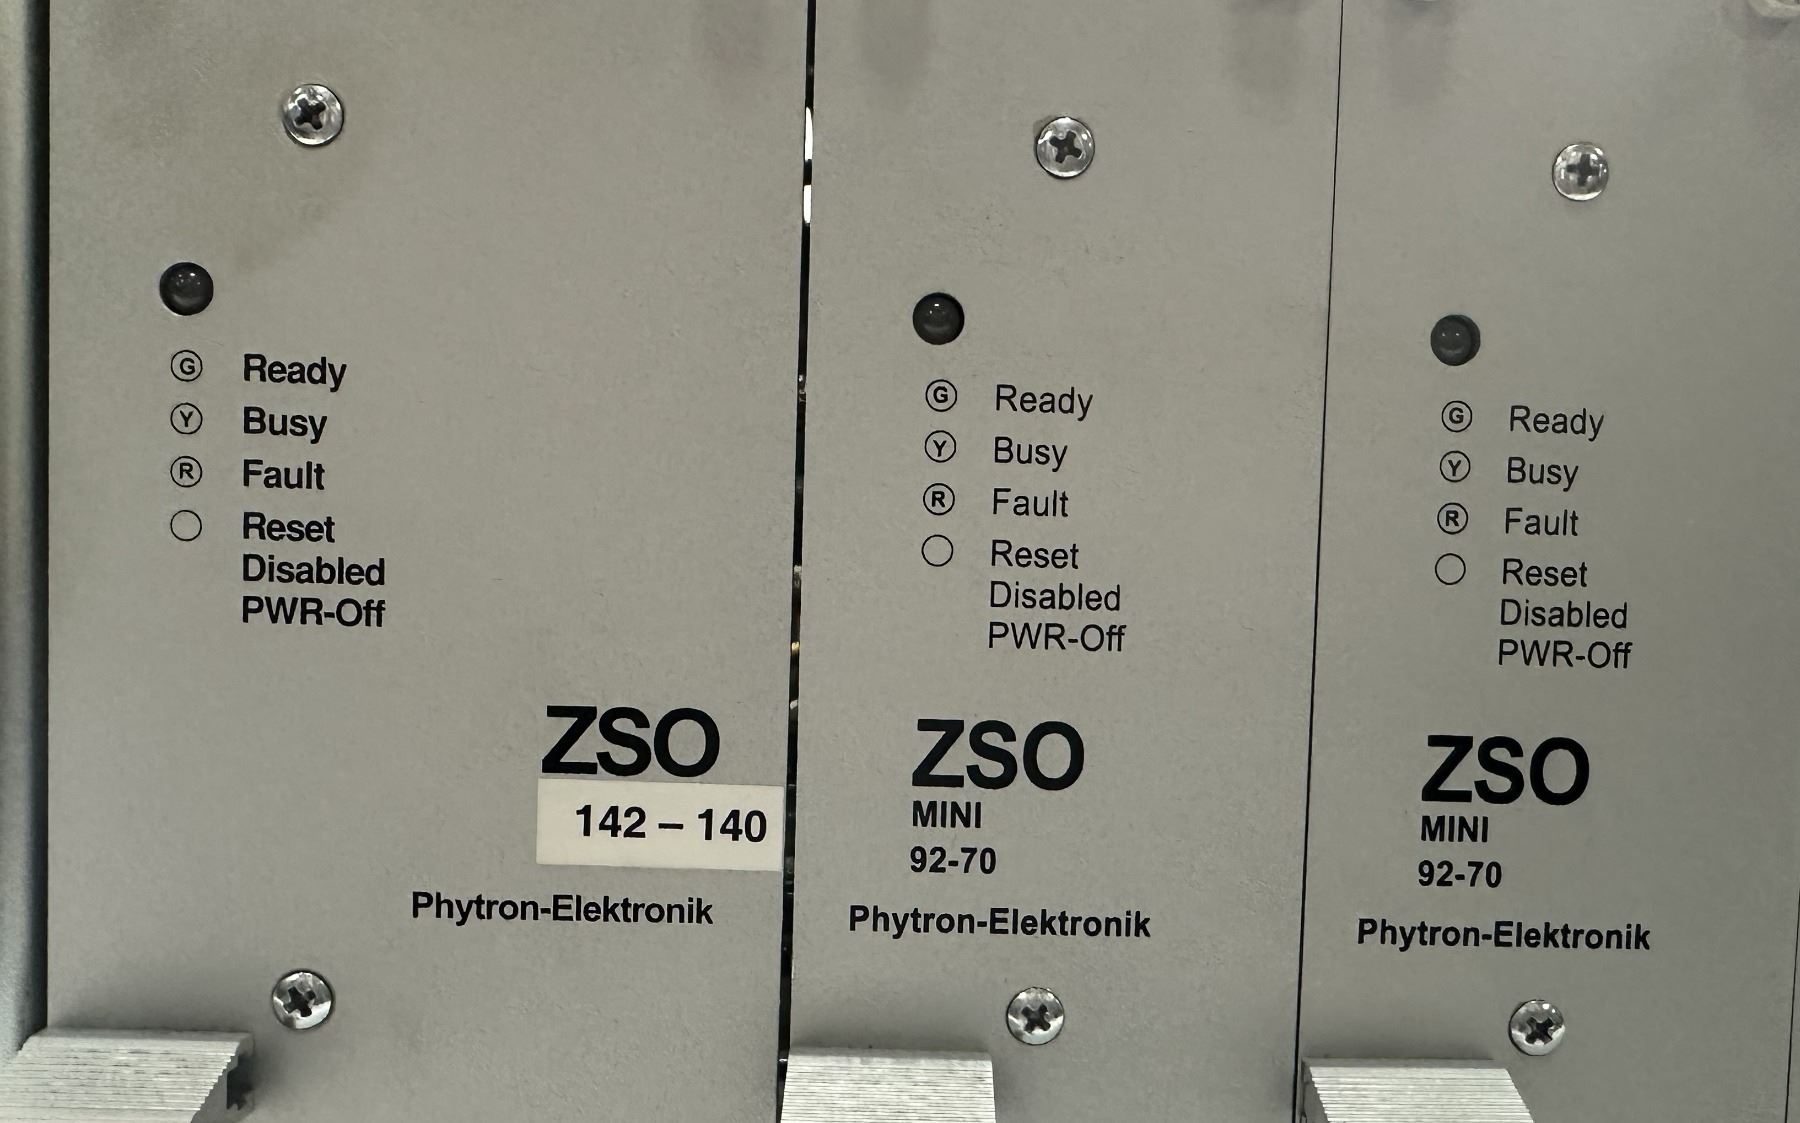 G Ready
Y Busy
R Fault
Reset
Disabled
PWR-Off
ZSO
142 – 140
Phytron-Elektronik
G Ready
Y Busy
R Fault
Reset
Disabled
PWR-Off
ZSO
MINI
92-70
Phytron-Elektronik
G Ready
Y Busy
R Fault
Reset
Disabled
PWR-Off
ZSO
MINI
92-70
Phytron-Elektronik